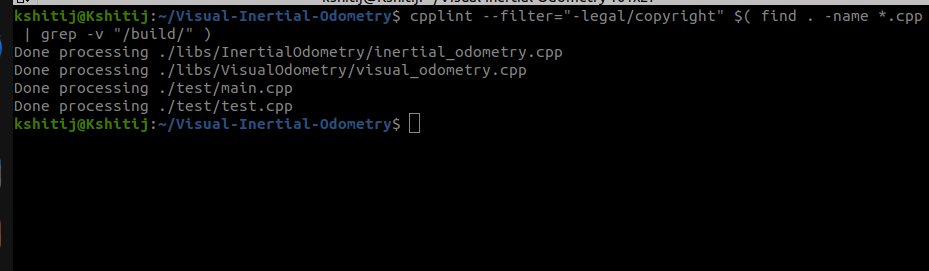 kshitij@Kshitij:~/Visual-Inertial-Odometry$ cpplint --filter="-legal/copyright" $( find . -name *.cpp
| grep -v "/build/" )
Done processing ./libs/InertialOdometry/inertial_odometry.cpp
Done processing ./libs/VisualOdometry/visual_odometry.cpp
Done processing ./test/main.cpp
Done processing ./test/test.cpp
kshitij@Kshitij:~/Visual-Inertial-Odometry$